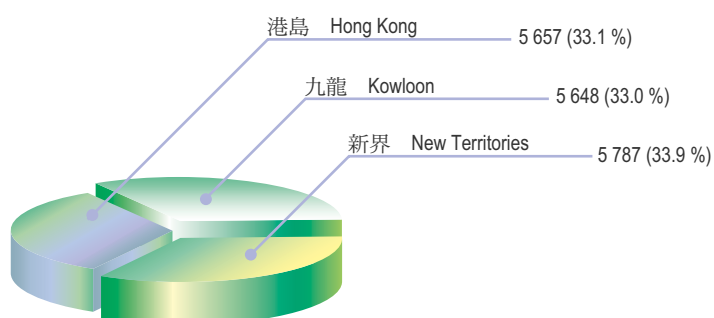 港島 Hong Kong 5 657 (33.1 %)
九龍 Kowloon 5 648 (33.0 %)
新界 New Territories 5 787 (33.9 %)